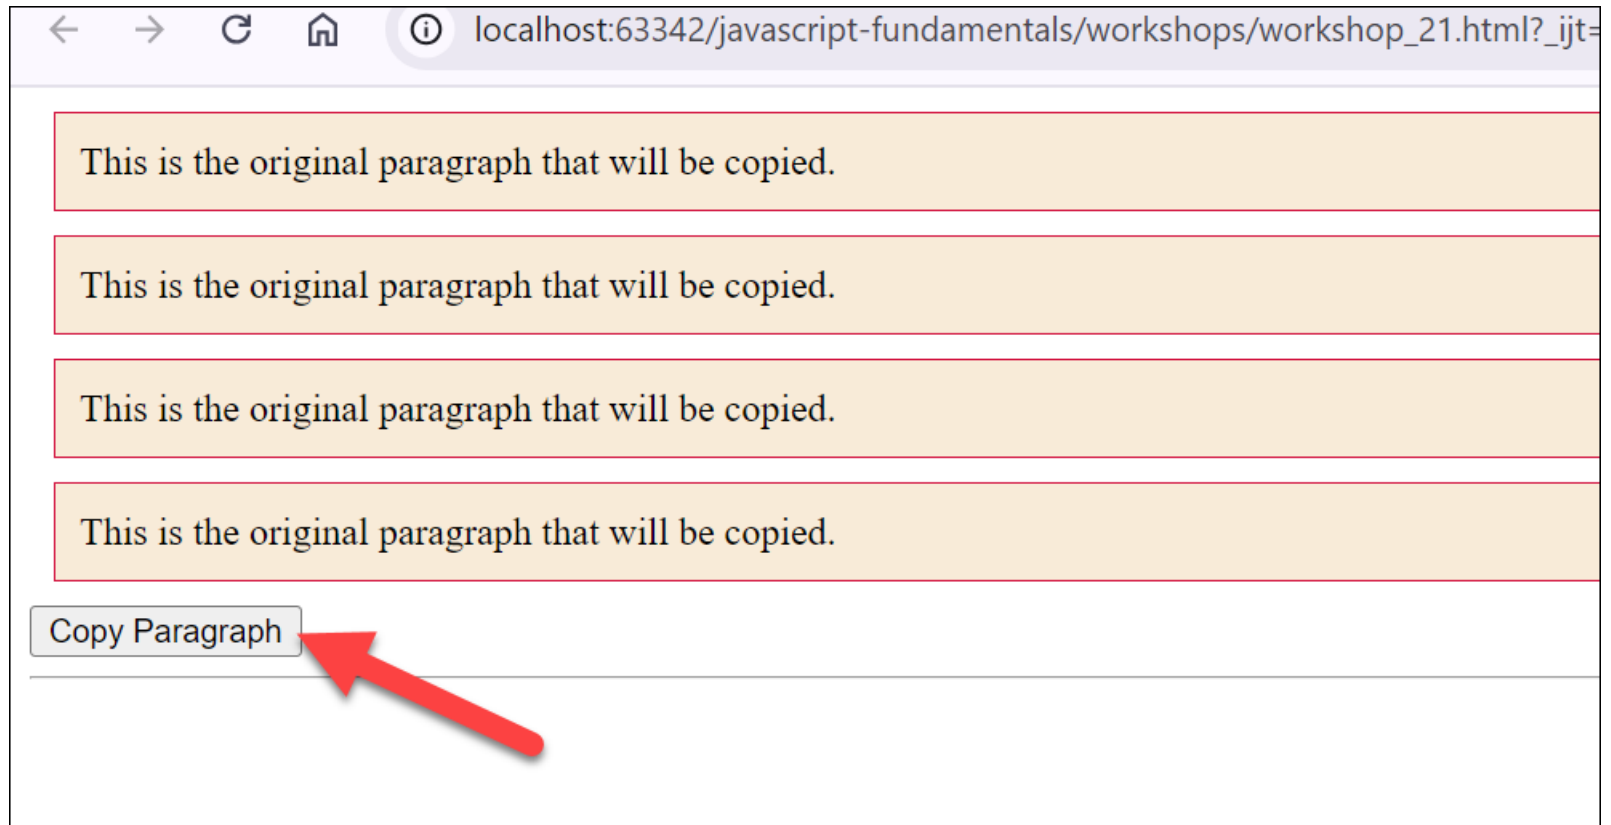 localhost:63342/javascript-fundamentals/workshops/workshop_21.html?_ijt=
This is the original paragraph that will be copied.
This is the original paragraph that will be copied.
This is the original paragraph that will be copied.
This is the original paragraph that will be copied.
Copy Paragraph